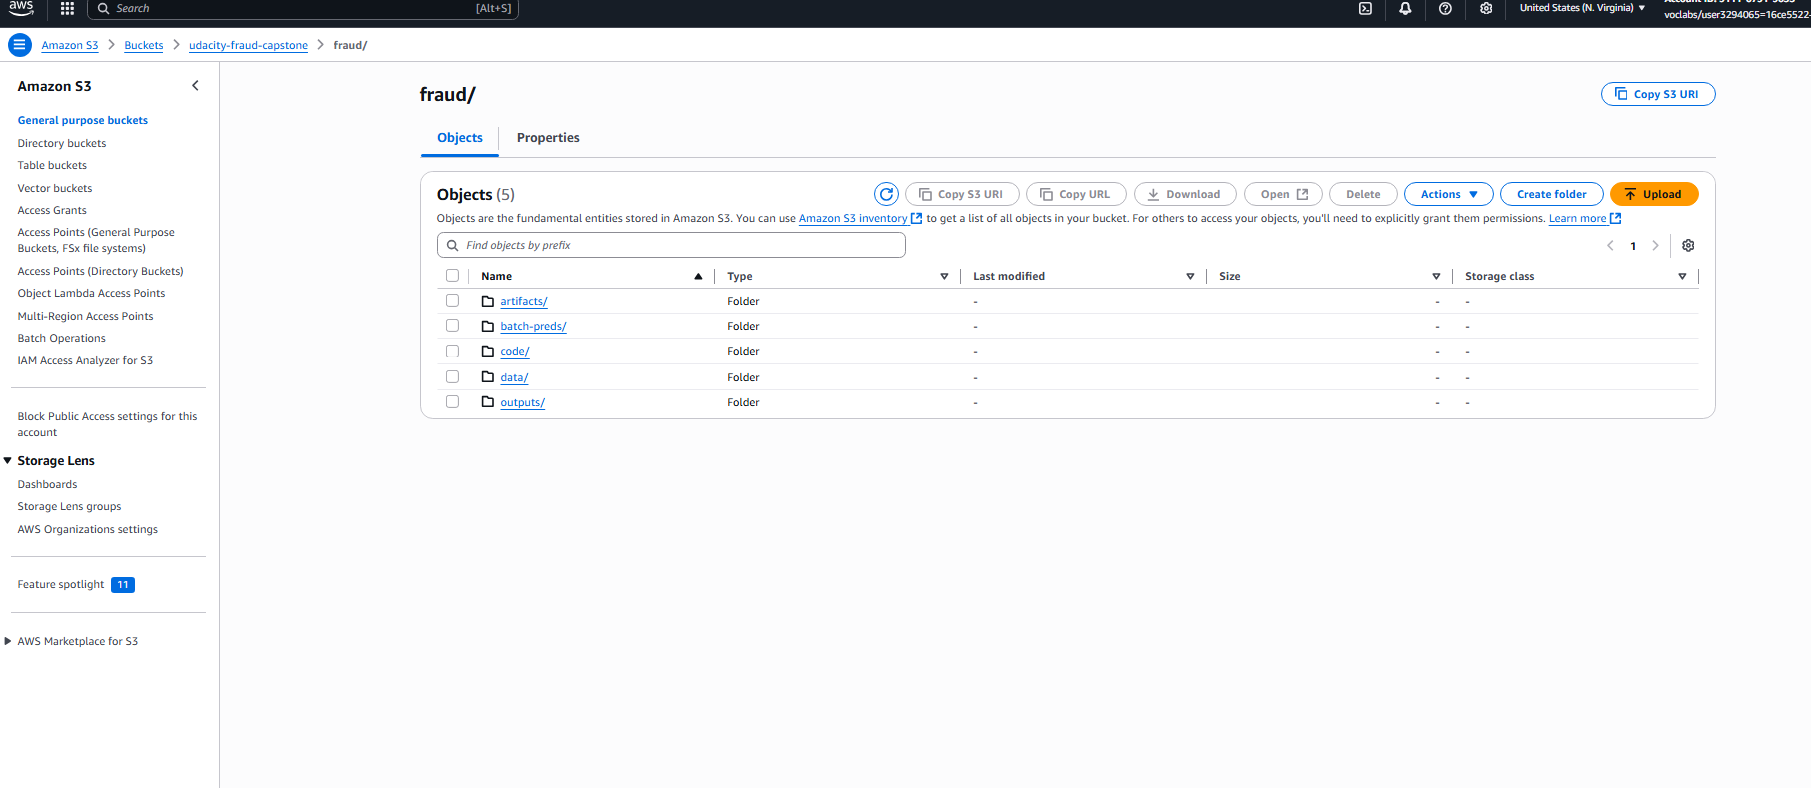 aws
Search
[Alt+S]
United States (N. Virginia)
voclabs/user3294065=16ce5522-
Amazon S3
Buckets
udacity-fraud-capstone
fraud/
Amazon S3
General purpose buckets
Directory buckets
Table buckets
Vector buckets
Access Grants
Access Points (General Purpose
Buckets, FSx file systems)
Access Points (Directory Buckets)
Object Lambda Access Points
Multi-Region Access Points
Batch Operations
IAM Access Analyzer for S3
Block Public Access settings for this
account
Storage Lens
Dashboards
Storage Lens groups
AWS Organizations settings
Feature spotlight 11
AWS Marketplace for S3
fraud/
Copy S3 URI
Objects
Properties
Objects (5)
Copy S3 URI
Copy URL
Download
Open
Delete
Actions
Create folder
Upload
Objects are the fundamental entities stored in Amazon S3. You can use Amazon S3 inventory to get a list of all objects in your bucket. For others to access your objects, you'll need to explicitly grant them permissions. Learn more
Find objects by prefix
1
Name Type Last modified Size Storage class
artifacts/ Folder - - -
batch-preds/ Folder - - -
code/ Folder - - -
data/ Folder - - -
outputs/ Folder - - -